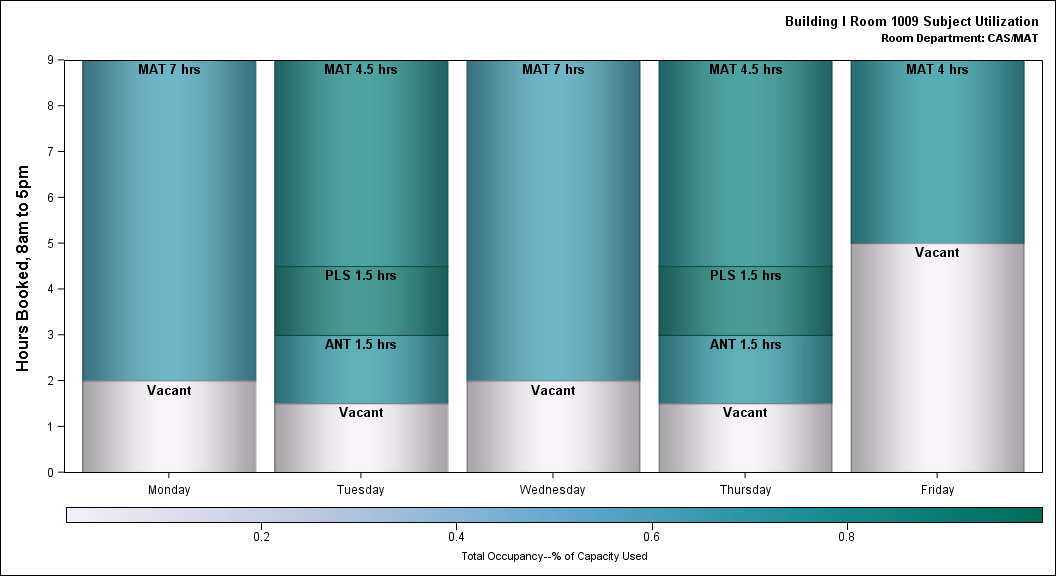 Building I Room 1009 Subject Utilization
Room Department: CAS/MAT
Hours Booked, 8am to 5pm
9
8
7
6
5
4
3
2
1
0
MAT 7 hrs
Vacant
MAT 4.5 hrs
PLS 1.5 hrs
ANT 1.5 hrs
Vacant
MAT 7 hrs
Vacant
MAT 4.5 hrs
PLS 1.5 hrs
ANT 1.5 hrs
Vacant
MAT 4 hrs
Vacant
Monday Tuesday Wednesday Thursday Friday
0.2 0.4 0.6 0.8
Total Occupancy--% of Capacity Used